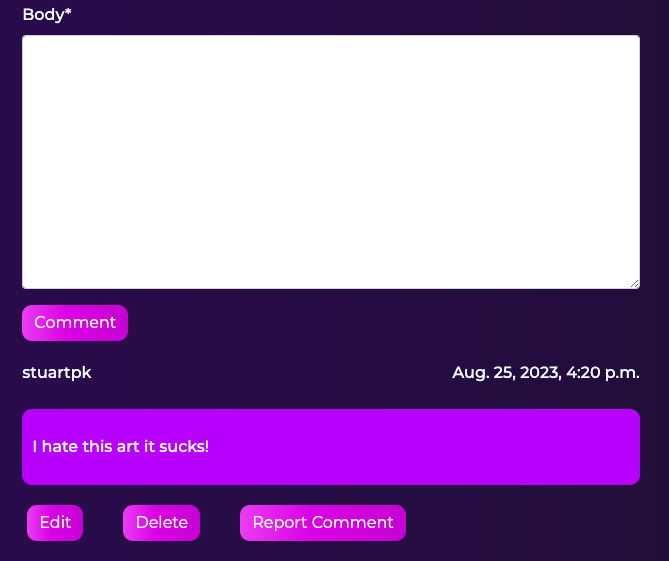 Body*
Comment
stuartpk Aug. 25, 2023, 4:20 p.m.
I hate this art it sucks!
Edit Delete Report Comment